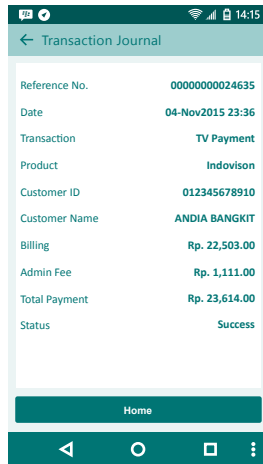 14:15
Transaction Journal
Reference No. 00000000024635
Date 04-Nov2015 23:36
Transaction TV Payment
Product Indovison
Customer ID 012345678910
Customer Name ANDIA BANGKIT
Billing Rp. 22,503.00
Admin Fee Rp. 1,111.00
Total Payment Rp. 23,614.00
Status Success
Home